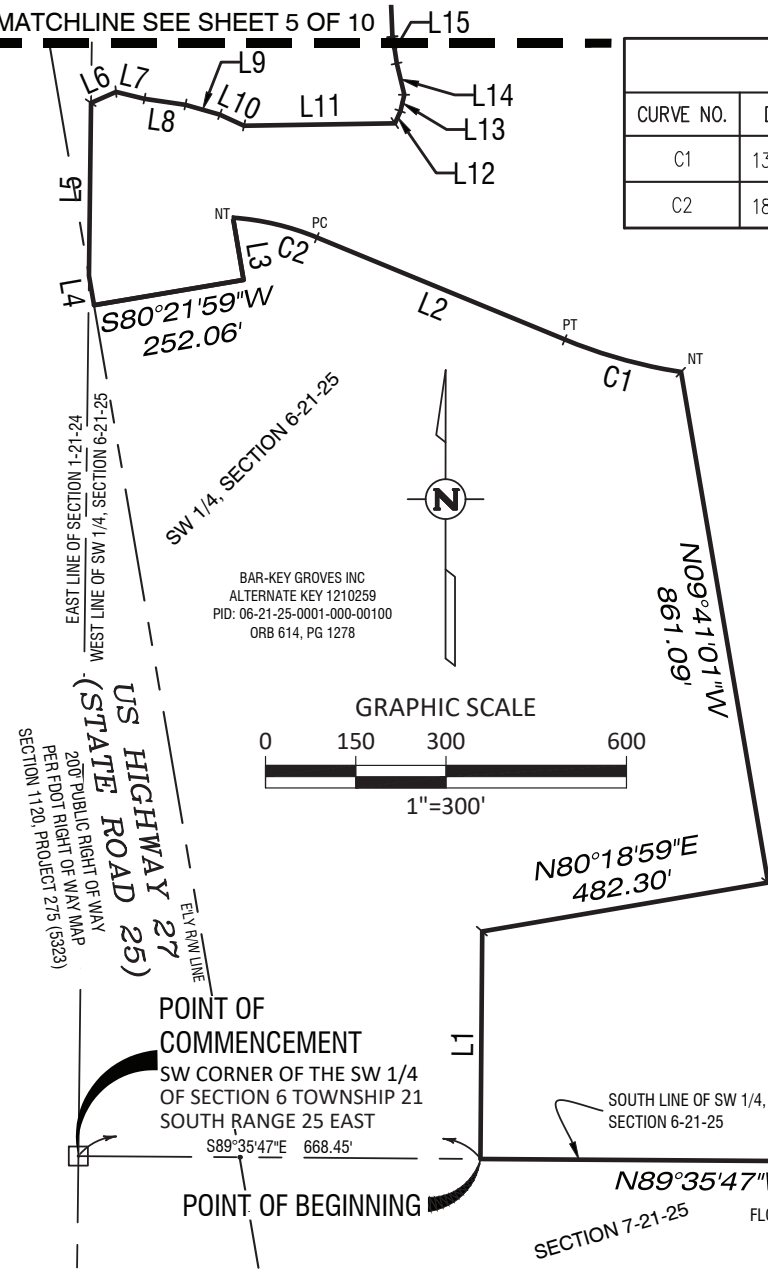 MATCHLINE SEE SHEET 5 OF 10
L15
L6
L7
L9
L8
L10
L11
L14
L13
L12
CURVE NO.
C1
13
C2
18
L5
NT
PC
L3
C2
L4
S80°21'59"W
252.06'
L2
PT
C1
NT
EAST LINE OF SECTION 1-21-24
WEST LINE OF SW 1/4, SECTION 6-21-25
SW 1/4, SECTION 6-21-25
N
BAR-KEY GROVES INC
ALTERNATE KEY 1210259
PID: 06-21-25-0001-000-00100
ORB 614, PG 1278
N09°41'01"W
861.09'
GRAPHIC SCALE
0 150 300 600
1"=300'
US HIGHWAY 27
(STATE ROAD 25)
200' PUBLIC RIGHT OF WAY
PER FDOT RIGHT OF WAY MAP
SECTION 1120, PROJECT 275 (5323)
E'LY R/W LINE
N80°18'59"E
482.30'
L1
POINT OF
COMMENCEMENT
SW CORNER OF THE SW 1/4
OF SECTION 6 TOWNSHIP 21
SOUTH RANGE 25 EAST
S89°35'47"E 668.45'
SOUTH LINE OF SW 1/4,
SECTION 6-21-25
POINT OF BEGINNING
N89°35'47"
SECTION 7-21-25